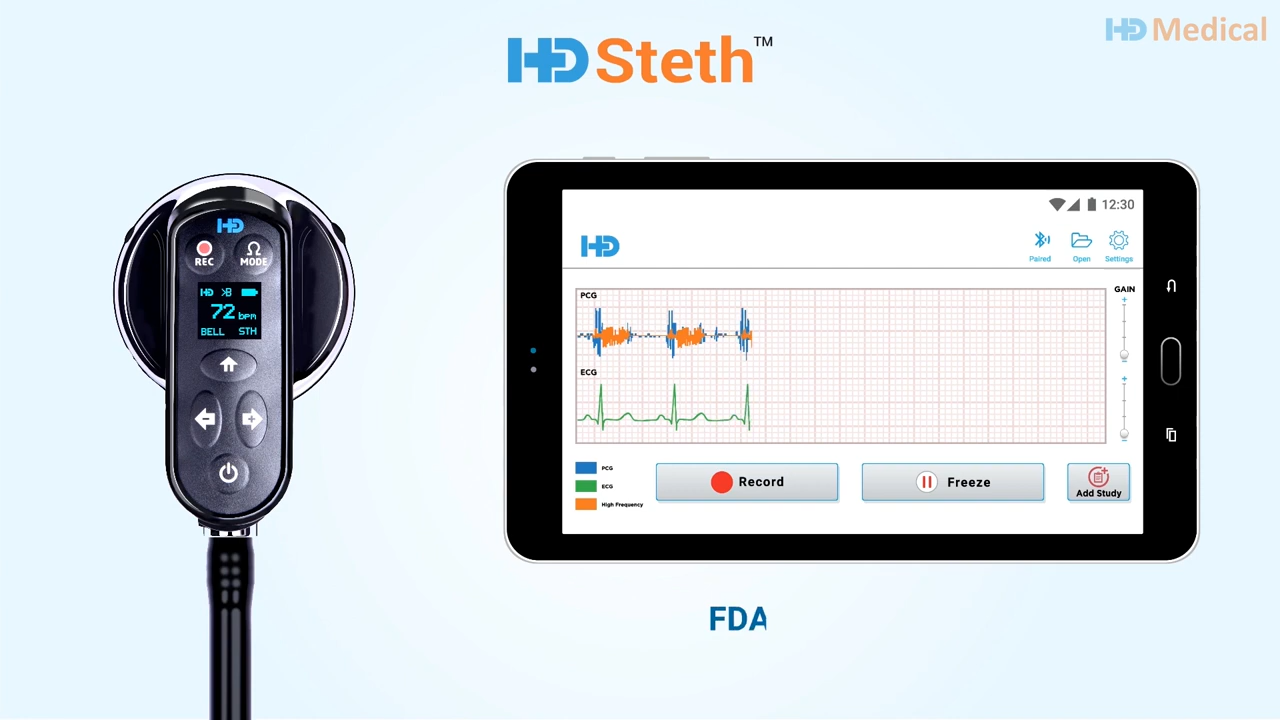 HD Medical
HD Steth™
HD
REC
MODE
HD
72 bpm
BELL STH
12:30
HD
Paired
Open
Settings
GAIN
PCG
ECG
PCG
ECG
High Frequency
Record
Freeze
Add Study
FDA